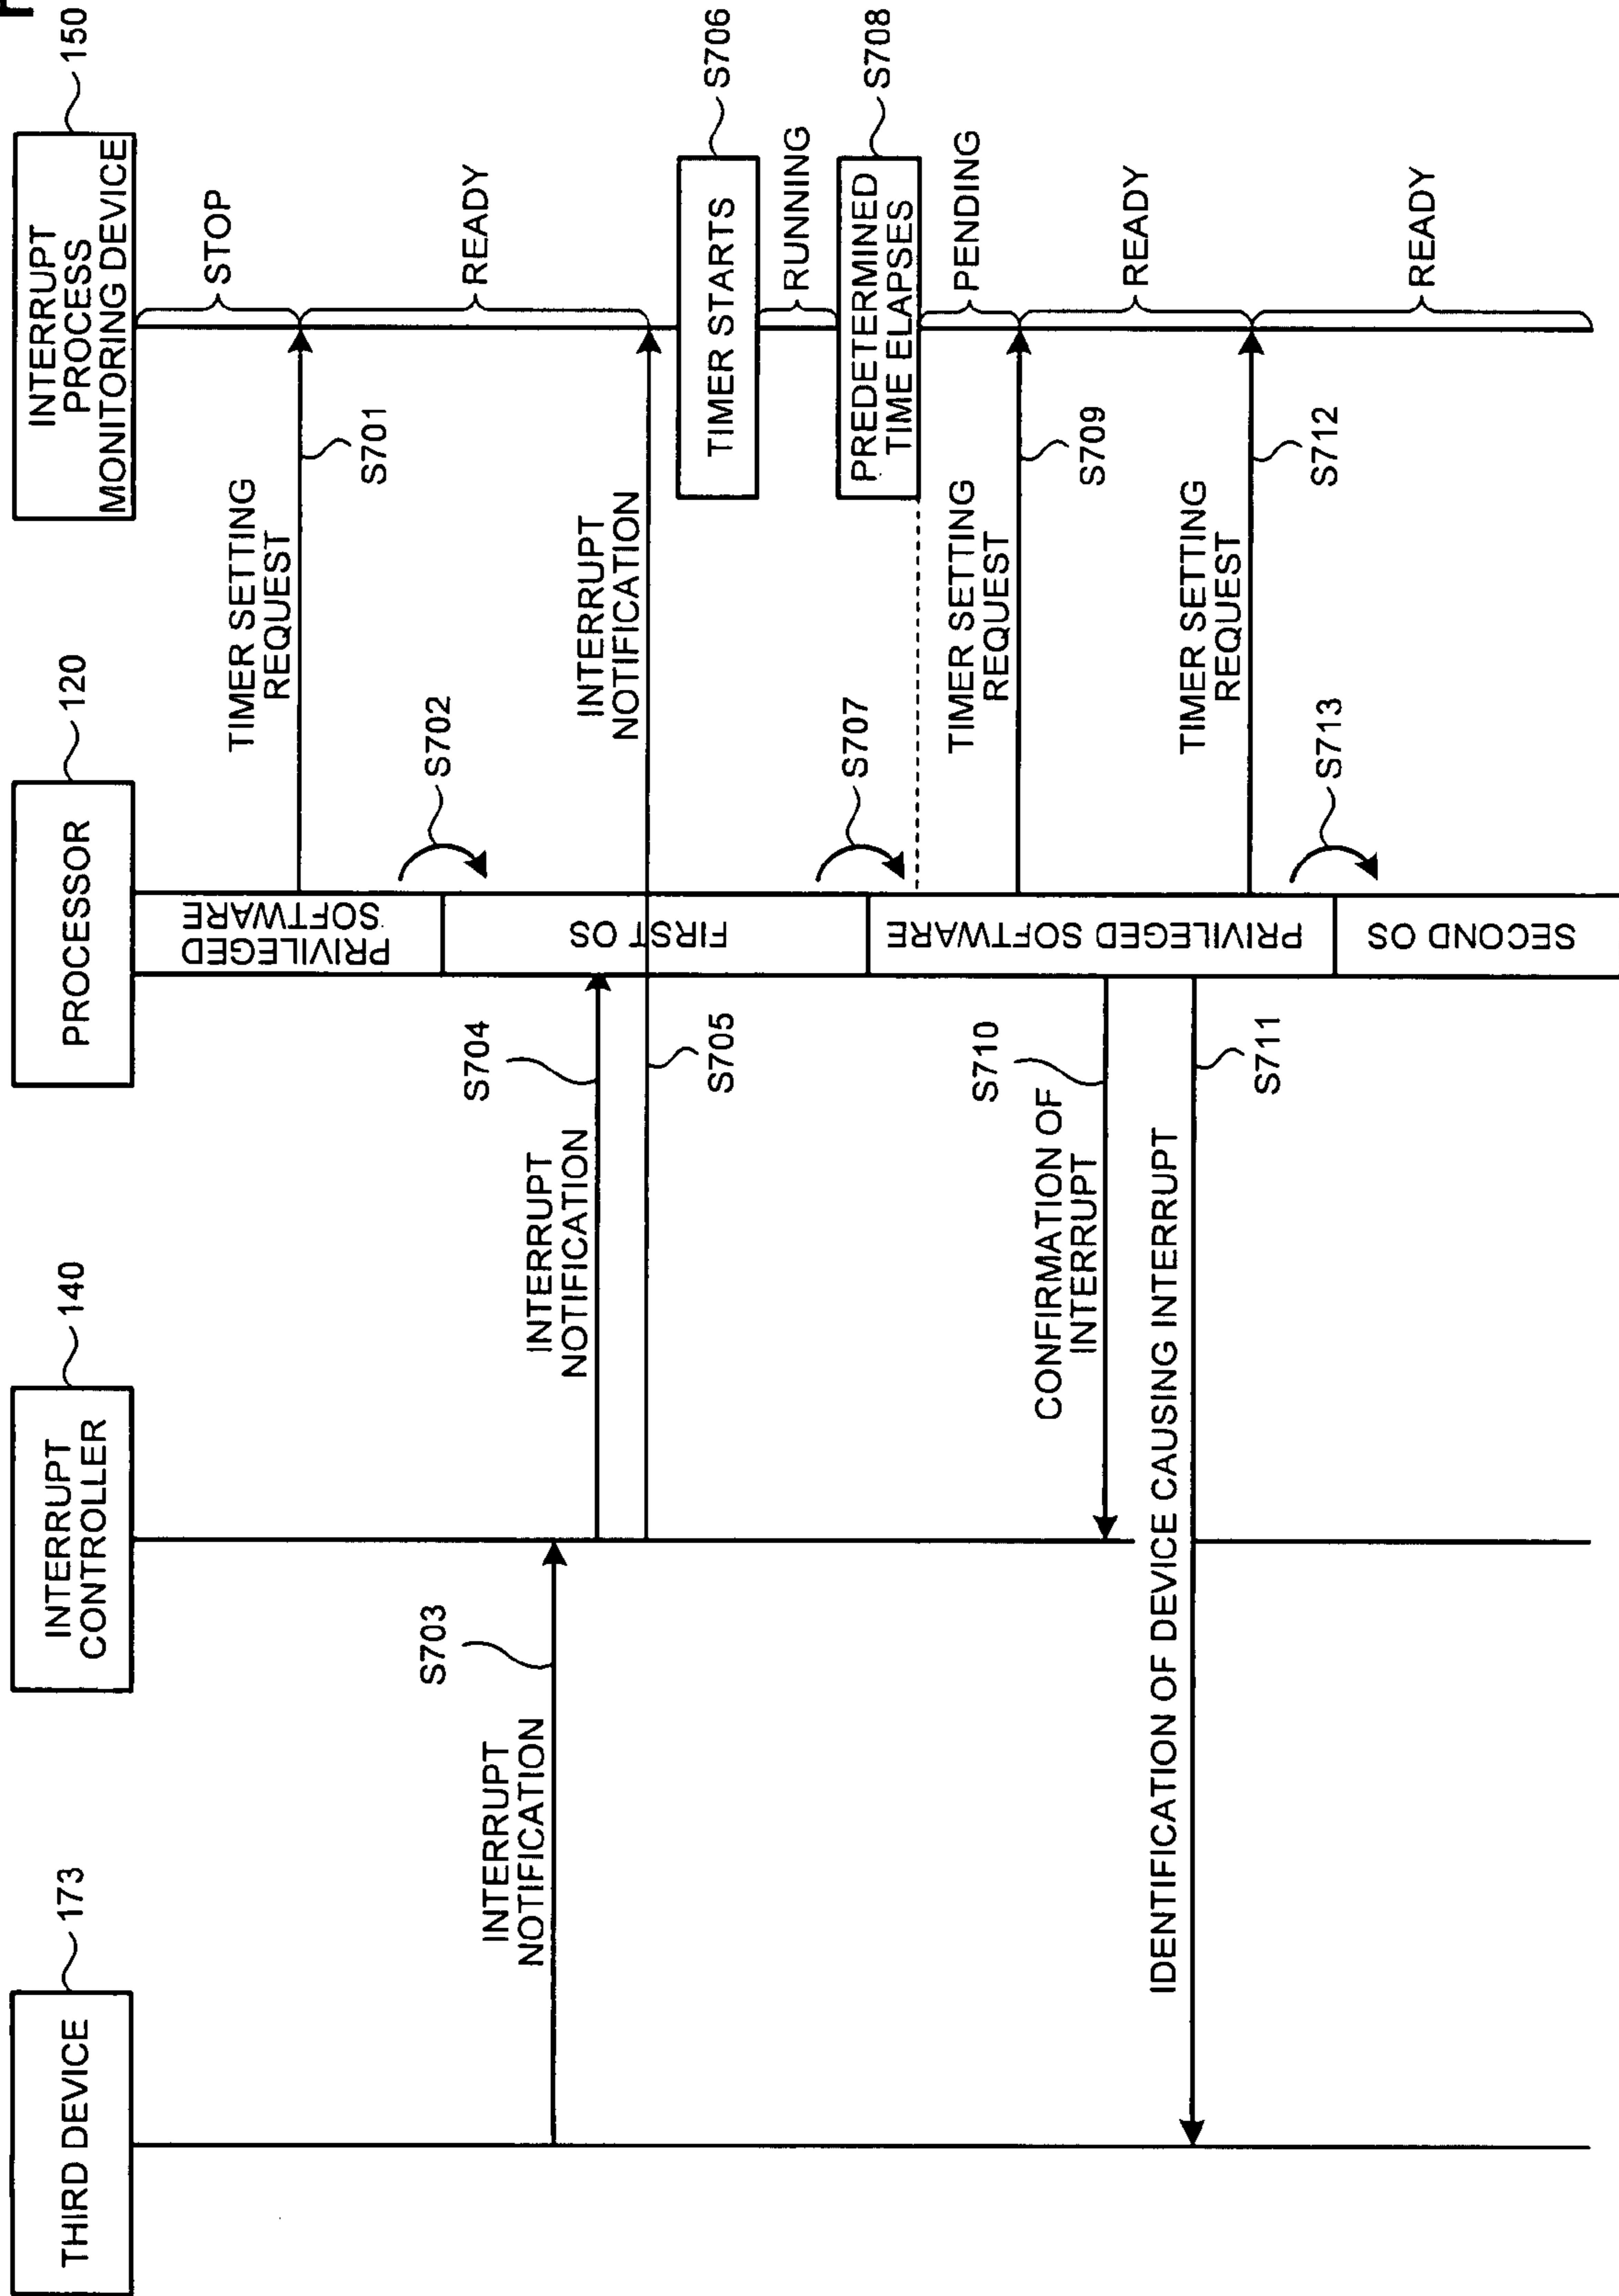 F
THIRD DEVICE
173
INTERRUPT
CONTROLLER
140
PROCESSOR
120
INTERRUPT
PROCESS
MONITORING DEVICE
150
STOP
TIMER SETTING
REQUEST
S701
PRIVILEGED
SOFTWARE
S702
READY
INTERRUPT
NOTIFICATION
S703
INTERRUPT
NOTIFICATION
S704
FIRST OS
S705
INTERRUPT
NOTIFICATION
TIMER STARTS
S706
RUNNING
S707
PREDETERMINED
TIME ELAPSES
S708
PENDING
PRIVILEGED SOFTWARE
TIMER SETTING
REQUEST
S709
READY
CONFIRMATION OF
INTERRUPT
S710
IDENTIFICATION OF DEVICE CAUSING INTERRUPT
S711
TIMER SETTING
REQUEST
S712
S713
READY
SECOND OS